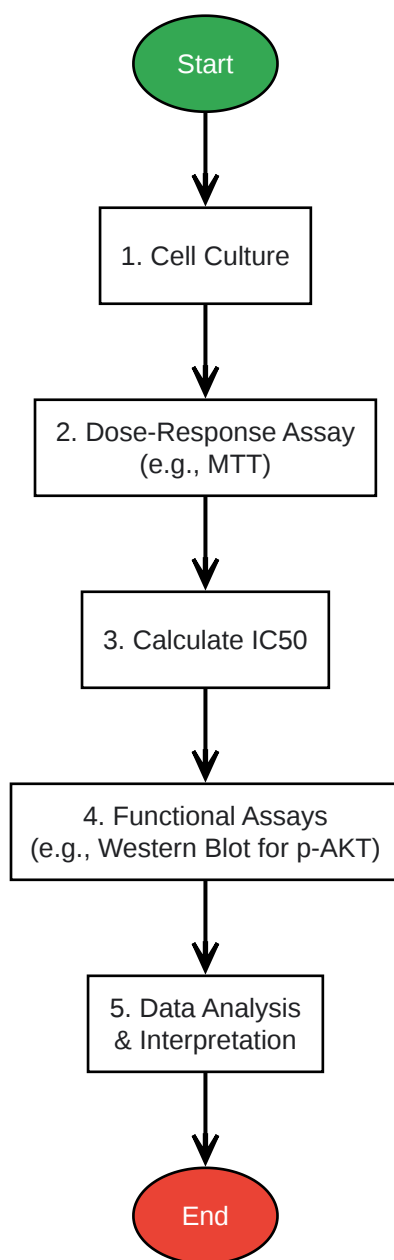 Start
1. Cell Culture
2. Dose-Response Assay
(e.g., MTT)
3. Calculate IC50
4. Functional Assays
(e.g., Western Blot for p-AKT)
5. Data Analysis
& Interpretation
End